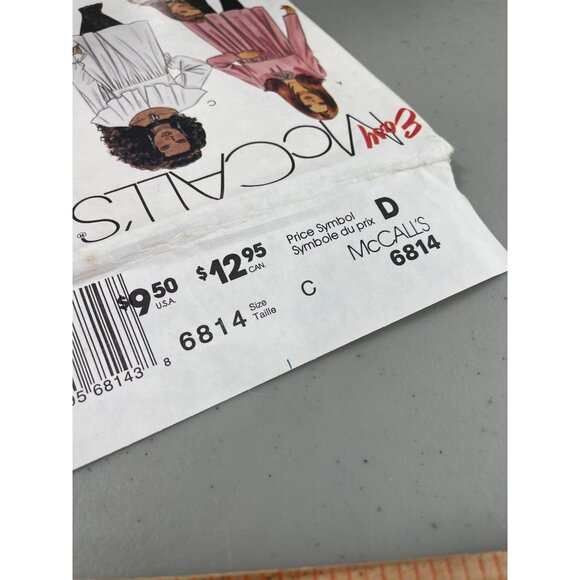 C
Easy
McCALL'S®
$9.50
U.S.A.
$12.95
CAN.
Price Symbol
Symbole du prix
D
McCALL'S
6814
95 68143 8
6814
Size
Taille
C